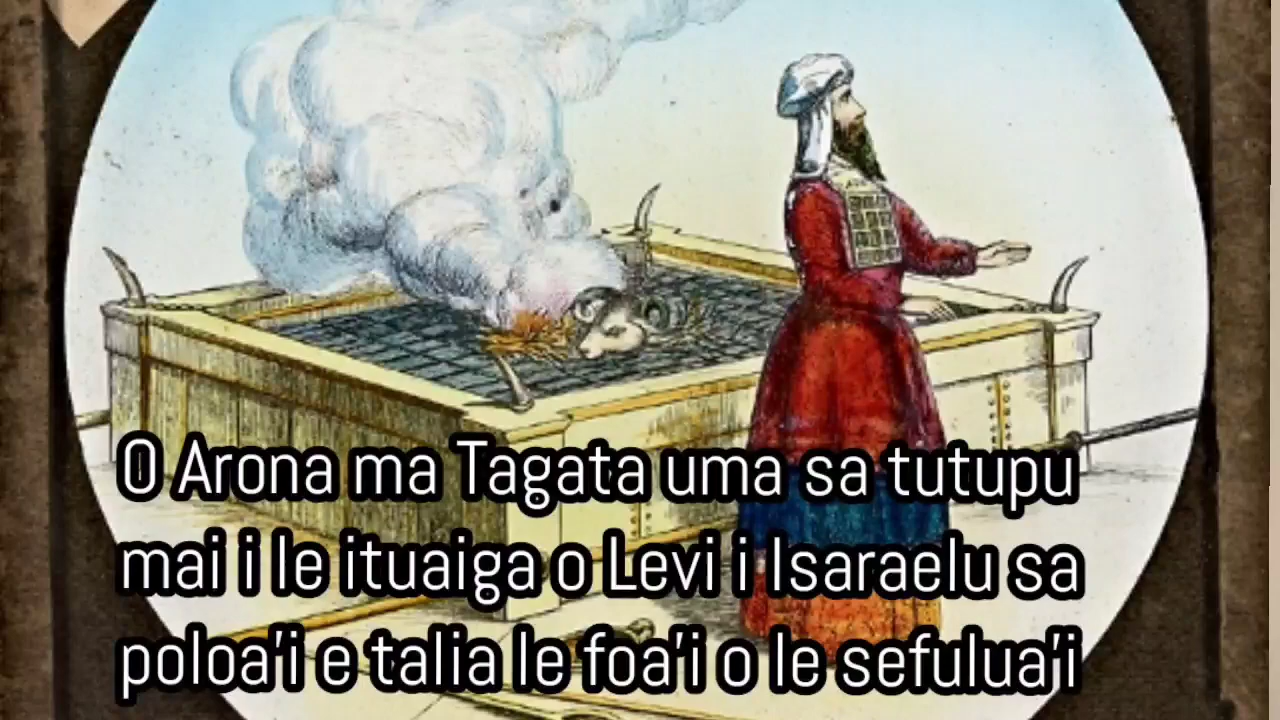 O Arona ma Tagata uma sa tutupu
mai i le ituaiga o Levi i Isaraelu sa
poloa'i e talia le foa'i o le sefulua'i